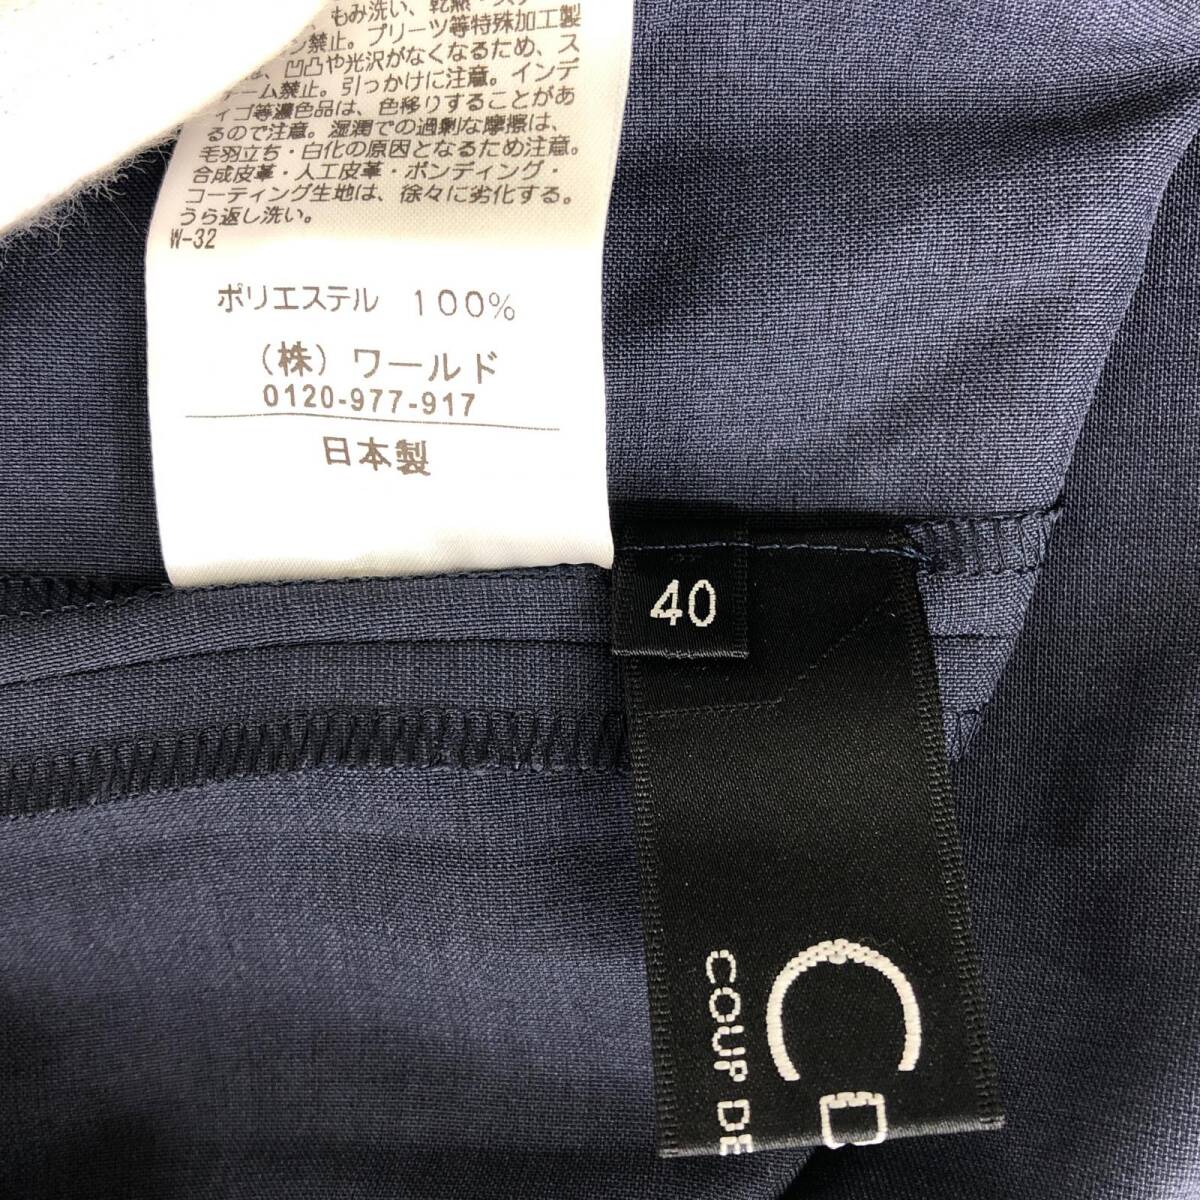 もみ洗い、乾熱・スチ
ン禁止。プリーツ等特殊加工製
は、凹凸や光沢がなくなるため、ス
ーム禁止。引っかけに注意。インデ
ィゴ等濃色品は、色移りすることがあ
るので注意。湿潤での過剰な摩擦は、
毛羽立ち・白化の原因となるため注意。
合成皮革・人工皮革・ボンディング・
コーティング生地は、徐々に劣化する。
うら返し洗い。
W-32
ポリエステル 100%
(株) ワールド
0120-977-917
日本製
40
COUP DE